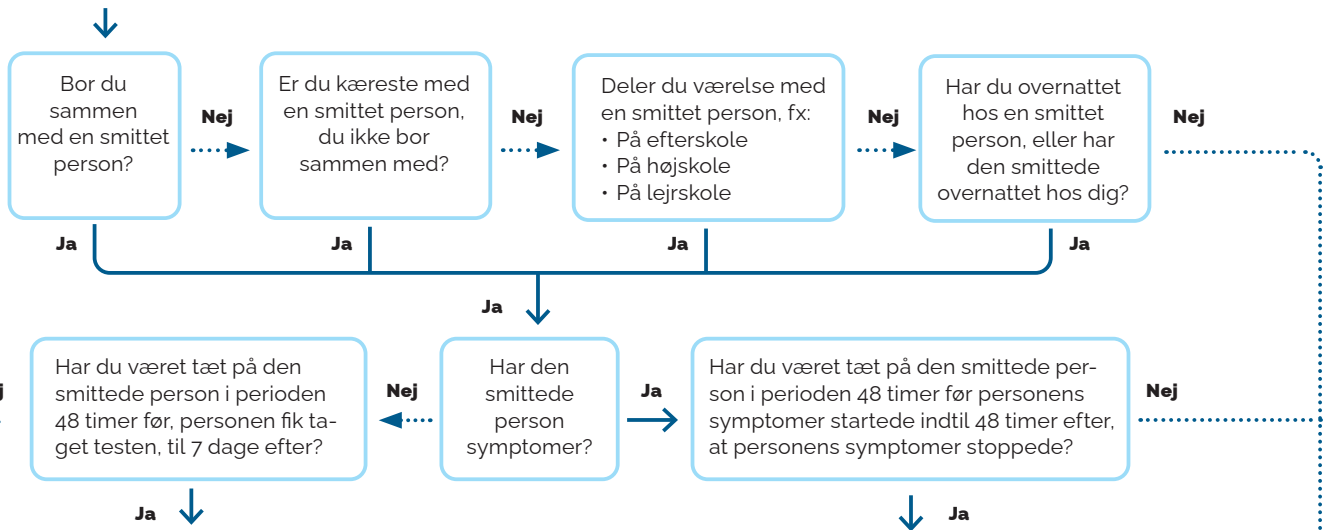 Bor du
sammen
med en smittet
person?
Nej
Er du kæreste med
en smittet person,
du ikke bor
sammen med?
Nej
Deler du værelse med
en smittet person, fx:
• På efterskole
• På højskole
• På lejrskole
Nej
Har du overnattet
hos en smittet
person, eller har
den smittede
overnattet hos dig?
Nej
Ja
Ja
Ja
Ja
Ja
Har du været tæt på den
smittede person i perioden
48 timer før, personen fik ta-
get testen, til 7 dage efter?
Nej
Har den
smittede
person
symptomer?
Ja
Har du været tæt på den smittede per-
son i perioden 48 timer før personens
symptomer startede indtil 48 timer efter,
at personens symptomer stoppede?
Nej
Ja
Ja